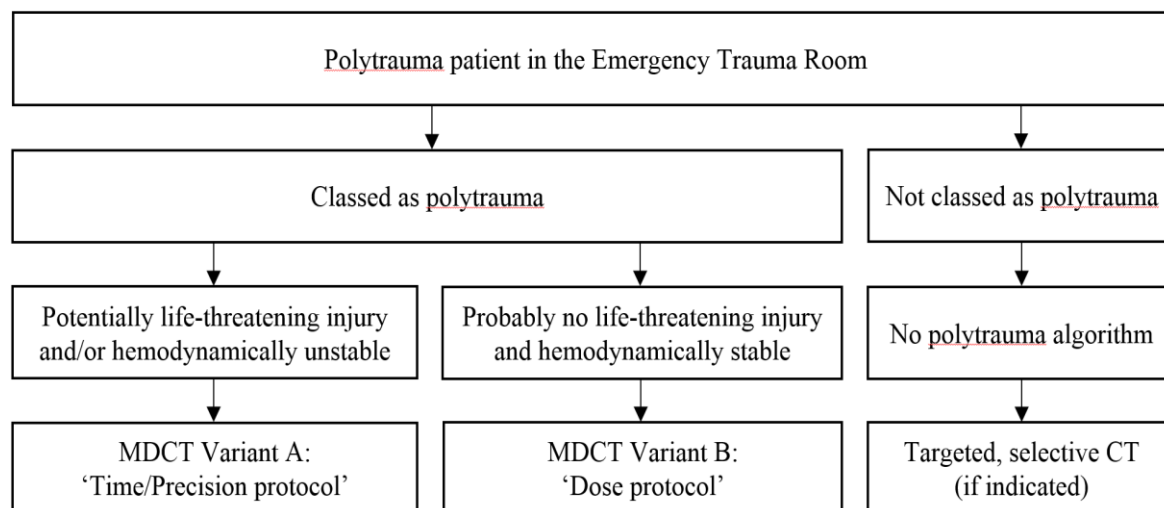 Polytrauma patient in the Emergency Trauma Room
Classed as polytrauma
Not classed as polytrauma
Potentially life-threatening injury
and/or hemodynamically unstable
Probably no life-threatening injury
and hemodynamically stable
No polytrauma algorithm
MDCT Variant A:
‘Time/Precision protocol’
MDCT Variant B:
‘Dose protocol’
Targeted, selective CT
(if indicated)